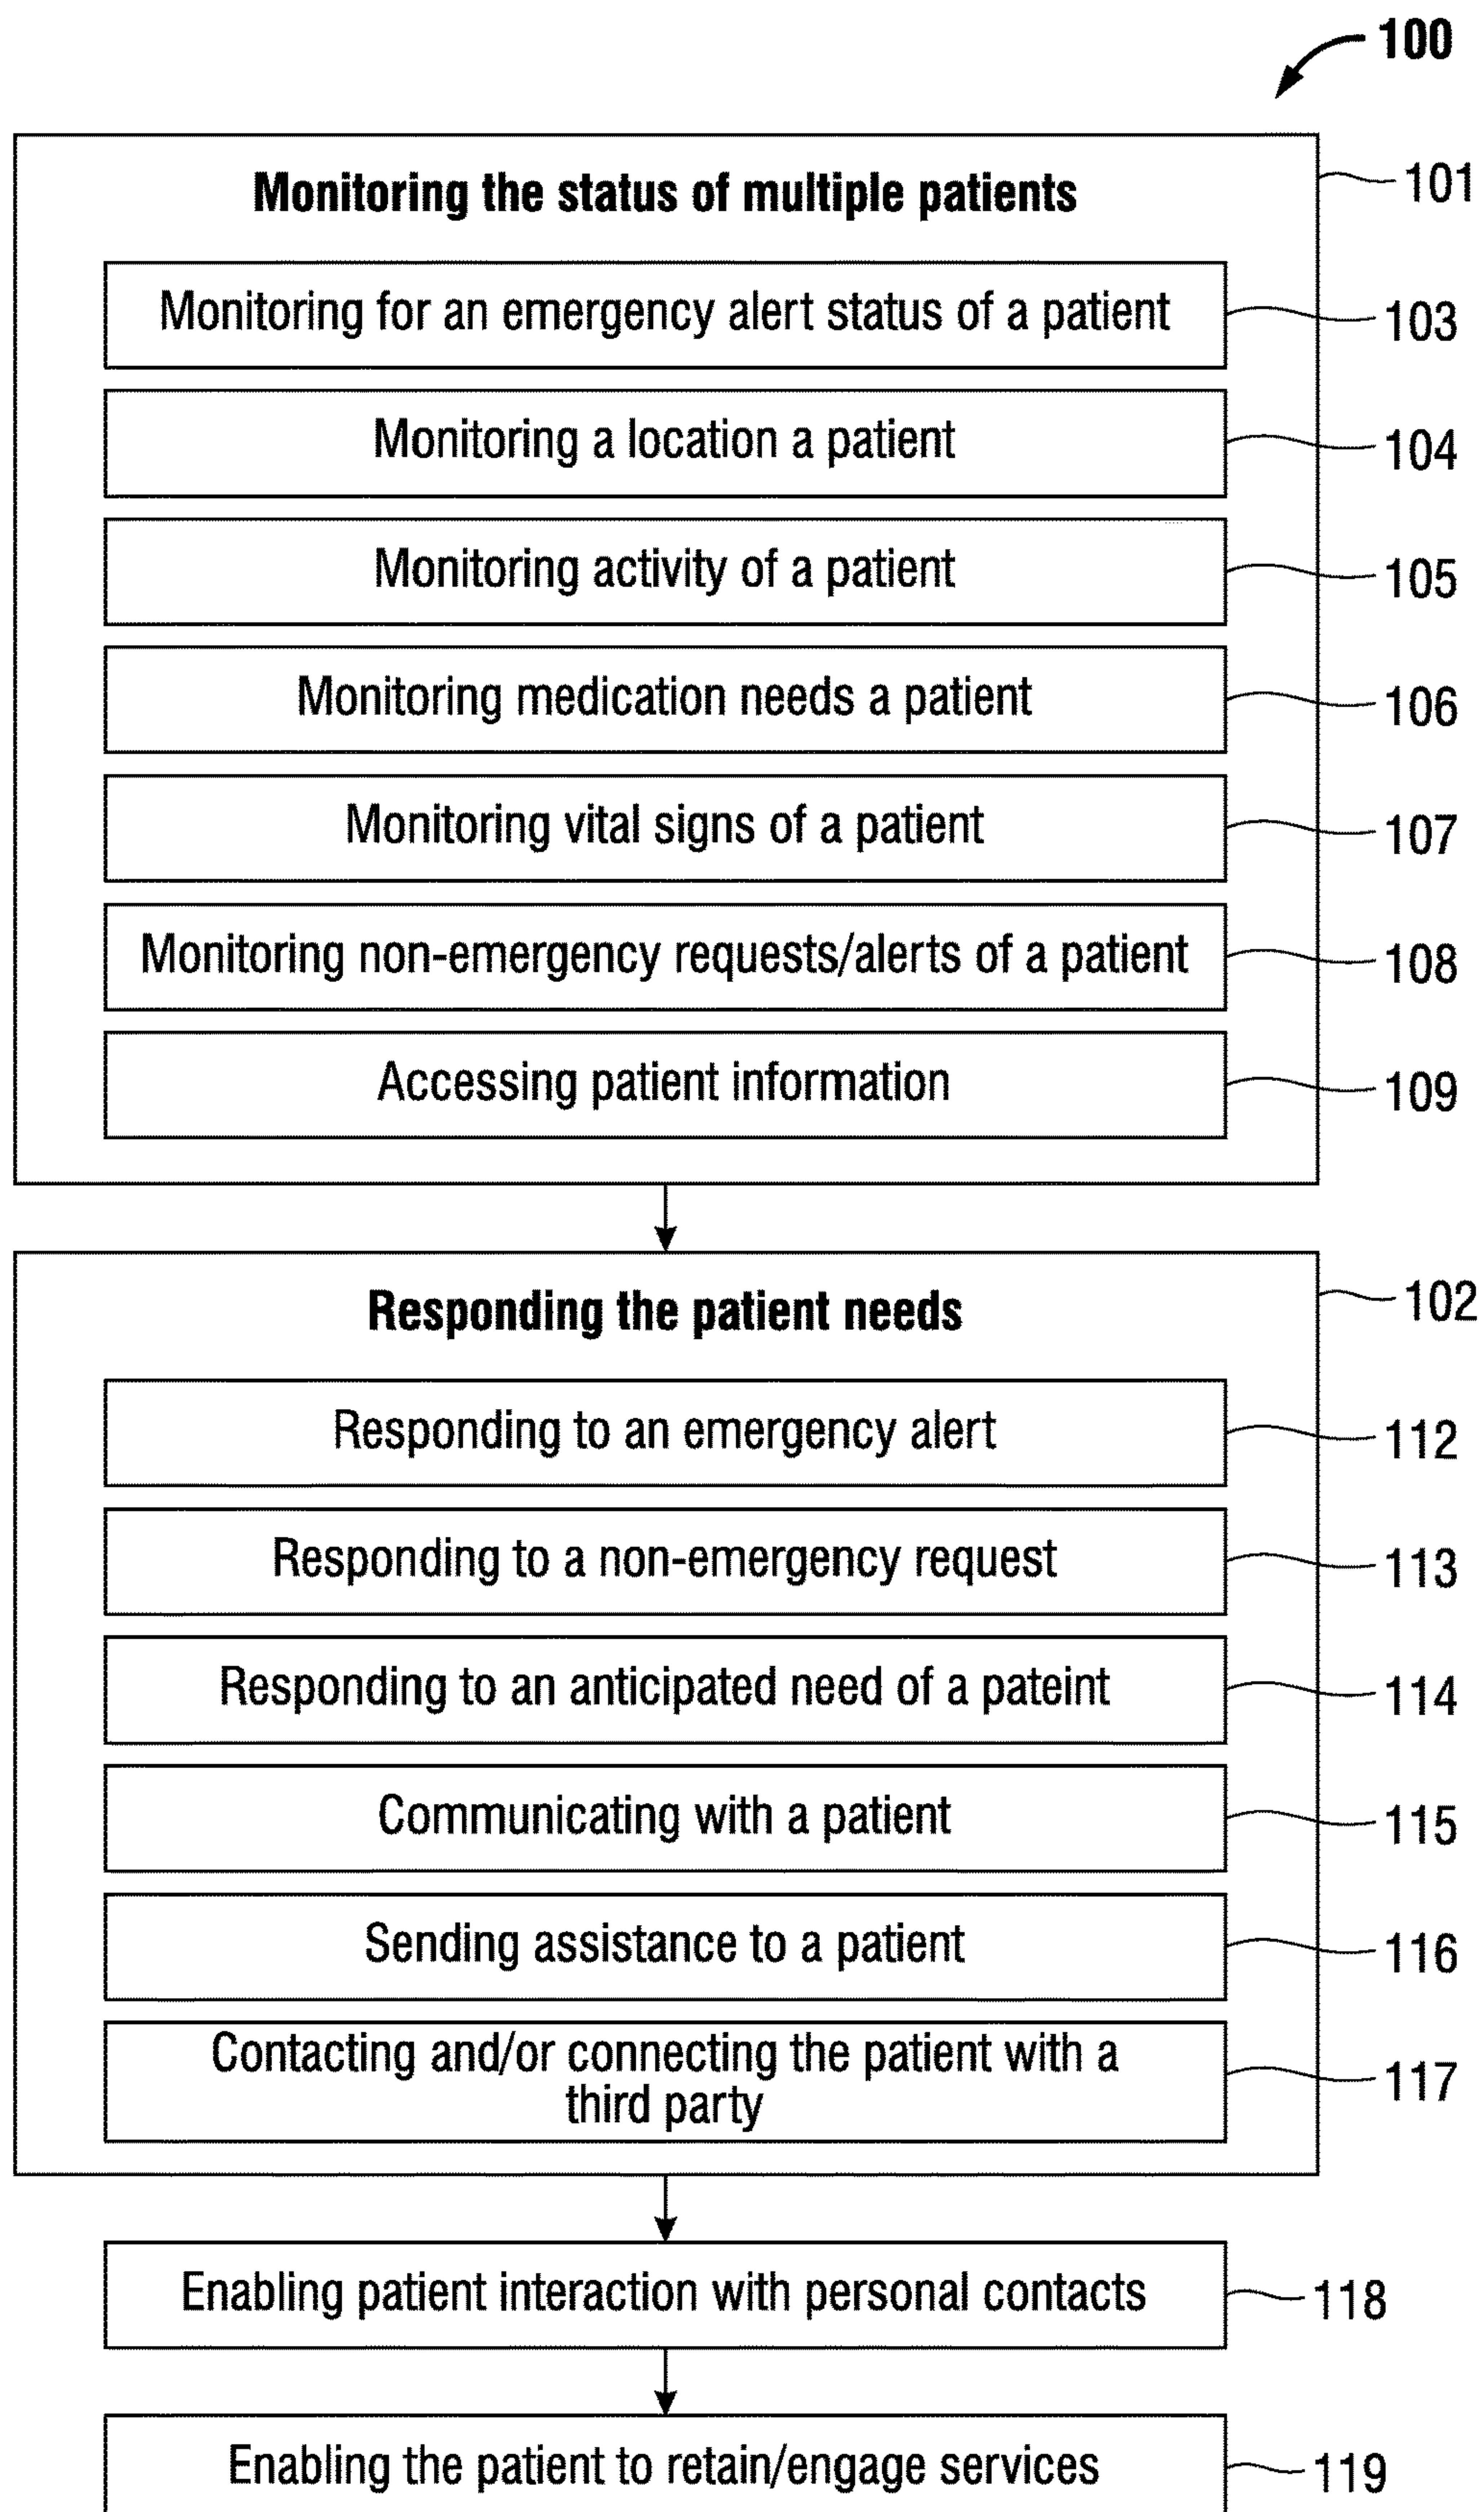 100
Monitoring the status of multiple patients
101
Monitoring for an emergency alert status of a patient
103
Monitoring a location a patient
104
Monitoring activity of a patient
105
Monitoring medication needs a patient
106
Monitoring vital signs of a patient
107
Monitoring non-emergency requests/alerts of a patient
108
Accessing patient information
109
Responding the patient needs
102
Responding to an emergency alert
112
Responding to a non-emergency request
113
Responding to an anticipated need of a pateint
114
Communicating with a patient
115
Sending assistance to a patient
116
Contacting and/or connecting the patient with a
third party
117
Enabling patient interaction with personal contacts
118
Enabling the patient to retain/engage services
119